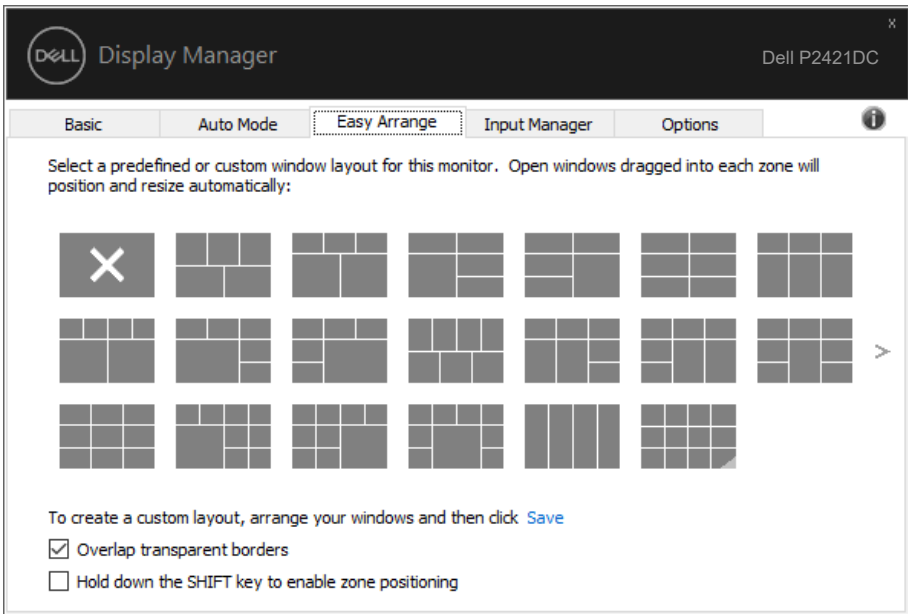 x
DELL
Display Manager
Dell P2421DC
Basic
Auto Mode
Easy Arrange
Input Manager
Options
i
Select a predefined or custom window layout for this monitor. Open windows dragged into each zone will
position and resize automatically:
>
To create a custom layout, arrange your windows and then click Save
Overlap transparent borders
Hold down the SHIFT key to enable zone positioning